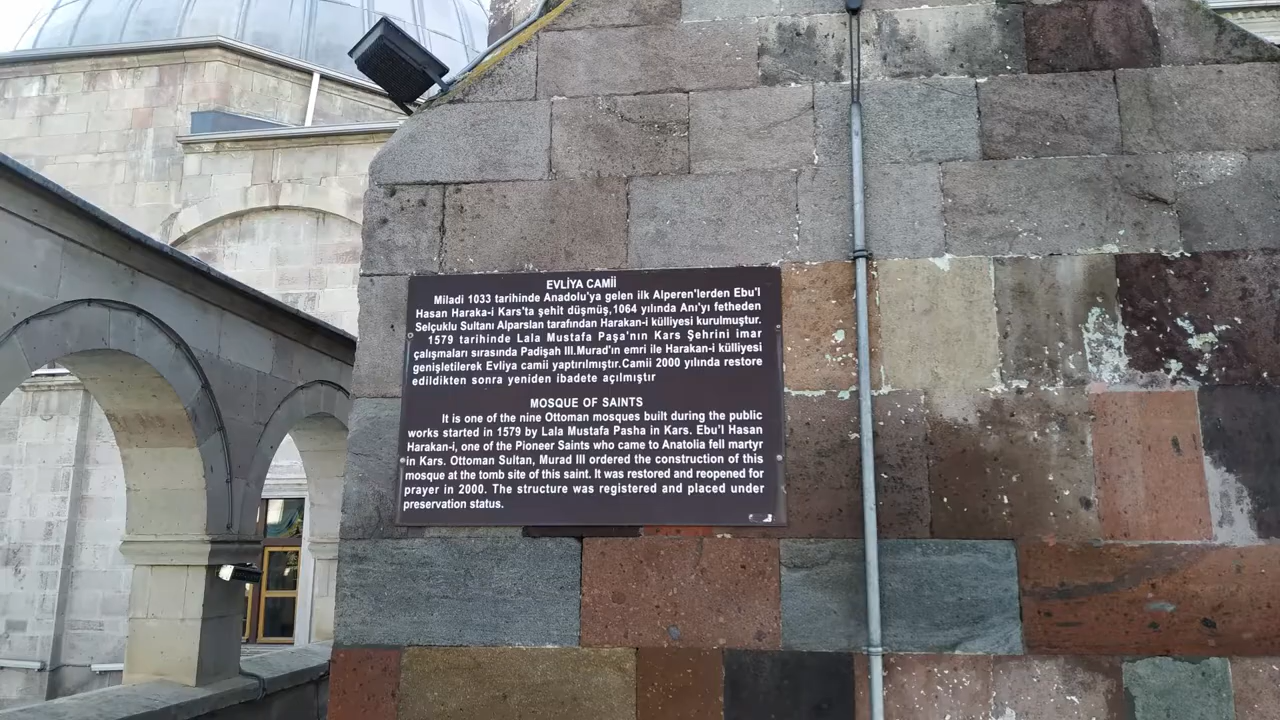 EVLİYA CAMİİ
Miladi 1033 tarihinde Anadolu'ya gelen ilk Alperen'lerden Ebu'l
Hasan Haraka-i Kars'ta şehit düşmüş,1064 yılında Anı'yı fetheden
Selçuklu Sultanı Alparslan tarafından Harakan-i külliyesi kurulmuştur.
1579 tarihinde Lala Mustafa Paşa'nın Kars Şehrini imar
çalışmaları sırasında Padişah III.Murad'ın emri ile Harakan-i külliyesi
genişletilerek Evliya camii yaptırılmıştır.Camii 2000 yılında restore
edildikten sonra yeniden ibadete açılmıştır
MOSQUE OF SAINTS
It is one of the nine Ottoman mosques built during the public
works started in 1579 by Lala Mustafa Pasha in Kars. Ebu'l Hasan
Harakan-i, one of the Pioneer Saints who came to Anatolia fell martyr
in Kars. Ottoman Sultan, Murad III ordered the construction of this
mosque at the tomb site of this saint. It was restored and reopened for
prayer in 2000. The structure was registered and placed under
preservation status.